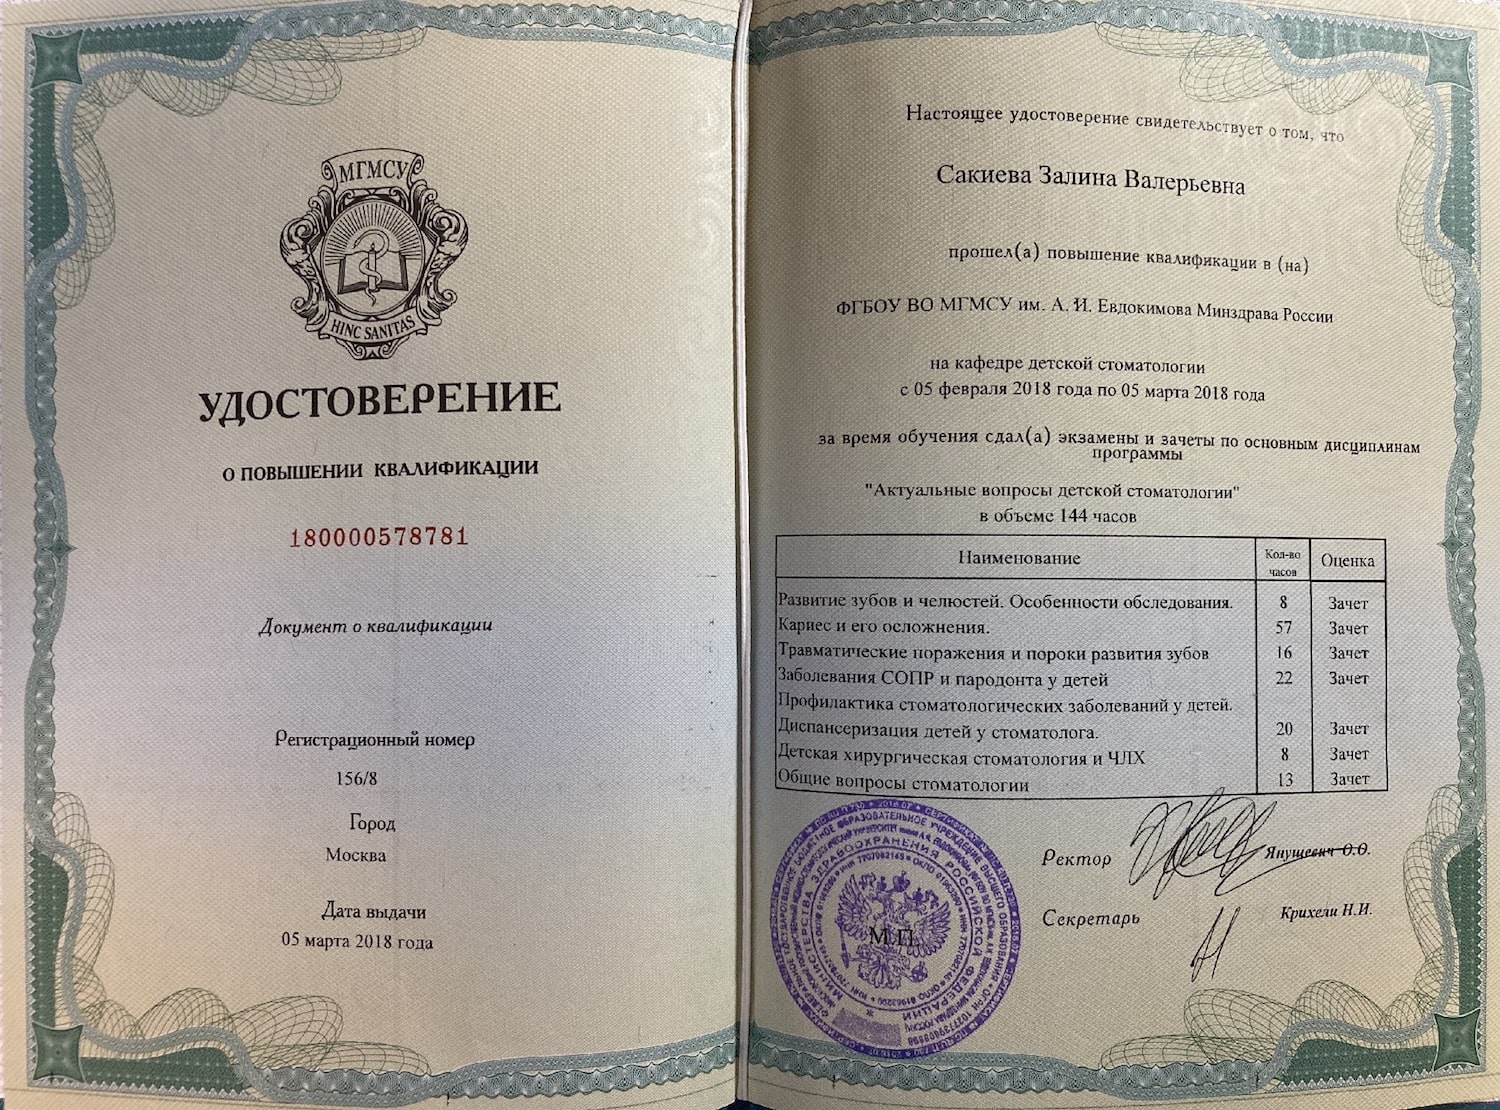 МГМСУ
HINC SANITAS
УДОСТОВЕРЕНИЕ
О ПОВЫШЕНИИ КВАЛИФИКАЦИИ
180000578781
Документ о квалификации
Регистрационный номер
156/8
Город
Москва
Дата выдачи
05 марта 2018 года
Настоящее удостоверение свидетельствует о том, что
Сакиева Залина Валерьевна
прошел(а) повышение квалификации в (на)
ФГБОУ ВО МГМСУ им. А. И. Евдокимова Минздрава России
на кафедре детской стоматологии
с 05 февраля 2018 года по 05 марта 2018 года
за время обучения сдал(а) экзамены и зачеты по основным дисциплинам
программы
"Актуальные вопросы детской стоматологии"
в объеме 144 часов
Наименование Кол-во часов Оценка
Развитие зубов и челюстей. Особенности обследования. 8 Зачет
Кариес и его осложнения. 57 Зачет
Травматические поражения и пороки развития зубов 16 Зачет
Заболевания СОПР и пародонта у детей 22 Зачет
Профилактика стоматологических заболеваний у детей.
Диспансеризация детей у стоматолога. 20 Зачет
Детская хирургическая стоматология и ЧЛХ 8 Зачет
Общие вопросы стоматологии 13 Зачет
МИНИСТЕРСТВА ЗДРАВООХРАНЕНИЯ РОССИЙСКОЙ ФЕДЕРАЦИИ
М.П.
Ректор Янушевич О.О.
Секретарь Крихели Н.И.